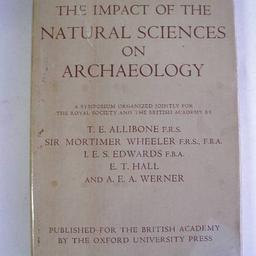 THE IMPACT OF THE
NATURAL SCIENCES
ON
ARCHAEOLOGY
A SYMPOSIUM ORGANIZED JOINTLY FOR
THE ROYAL SOCIETY AND THE BRITISH ACADEMY BY
T. E. ALLIBONE F.R.S.
SIR MORTIMER WHEELER F.R.S., F.B.A.
I. E. S. EDWARDS F.B.A.
E. T. HALL
AND A. E. A. WERNER
PUBLISHED·FOR THE BRITISH ACADEMY
BY THE OXFORD UNIVERSITY PRESS